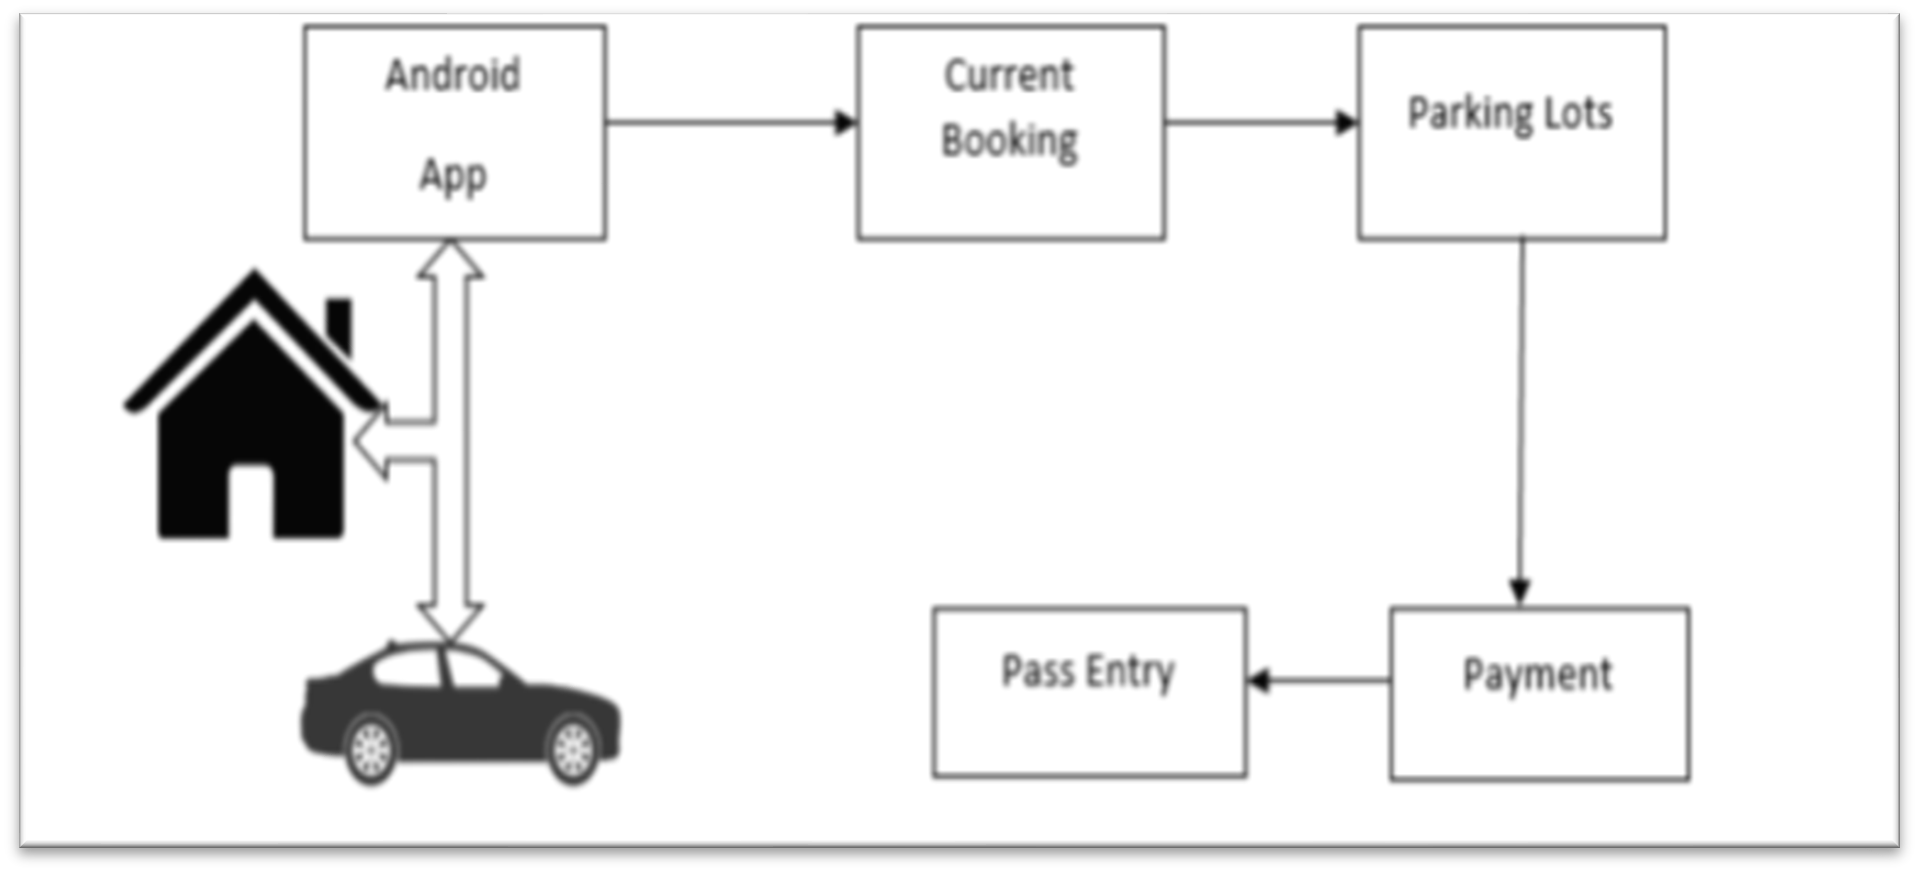 Android
App
Current
Booking
Parking Lots
Pass Entry
Payment